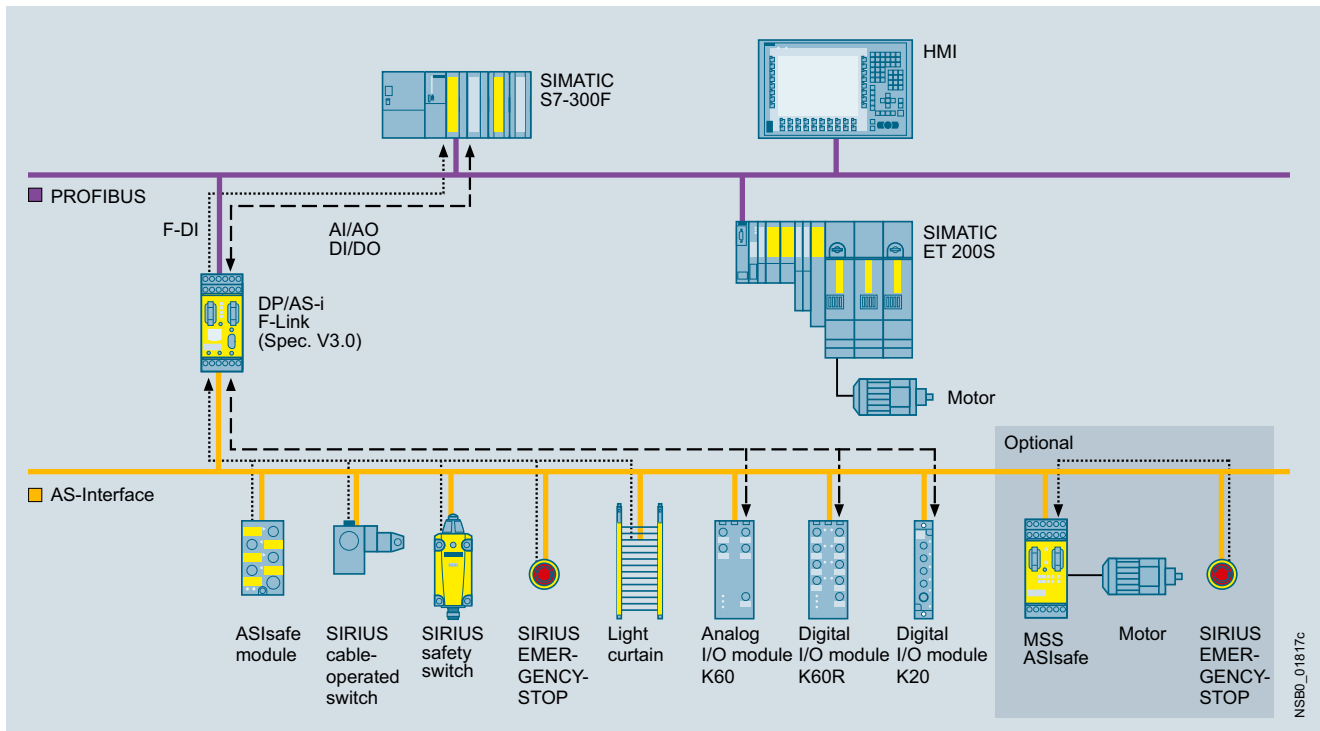 SIMATIC
S7-300F
HMI
PROFIBUS
F-DI
AI/AO
DI/DO
SIMATIC
ET 200S
DP/AS-i
F-Link
(Spec. V3.0)
Motor
Optional
AS-Interface
ASIsafe
module
SIRIUS
cable-
operated
switch
SIRIUS
safety
switch
SIRIUS
EMER-
GENCY-
STOP
Light
curtain
Analog
I/O module
K60
Digital
I/O module
K60R
Digital
I/O module
K20
MSS
ASIsafe
Motor
SIRIUS
EMER-
GENCY-
STOP
NSB0_01817c